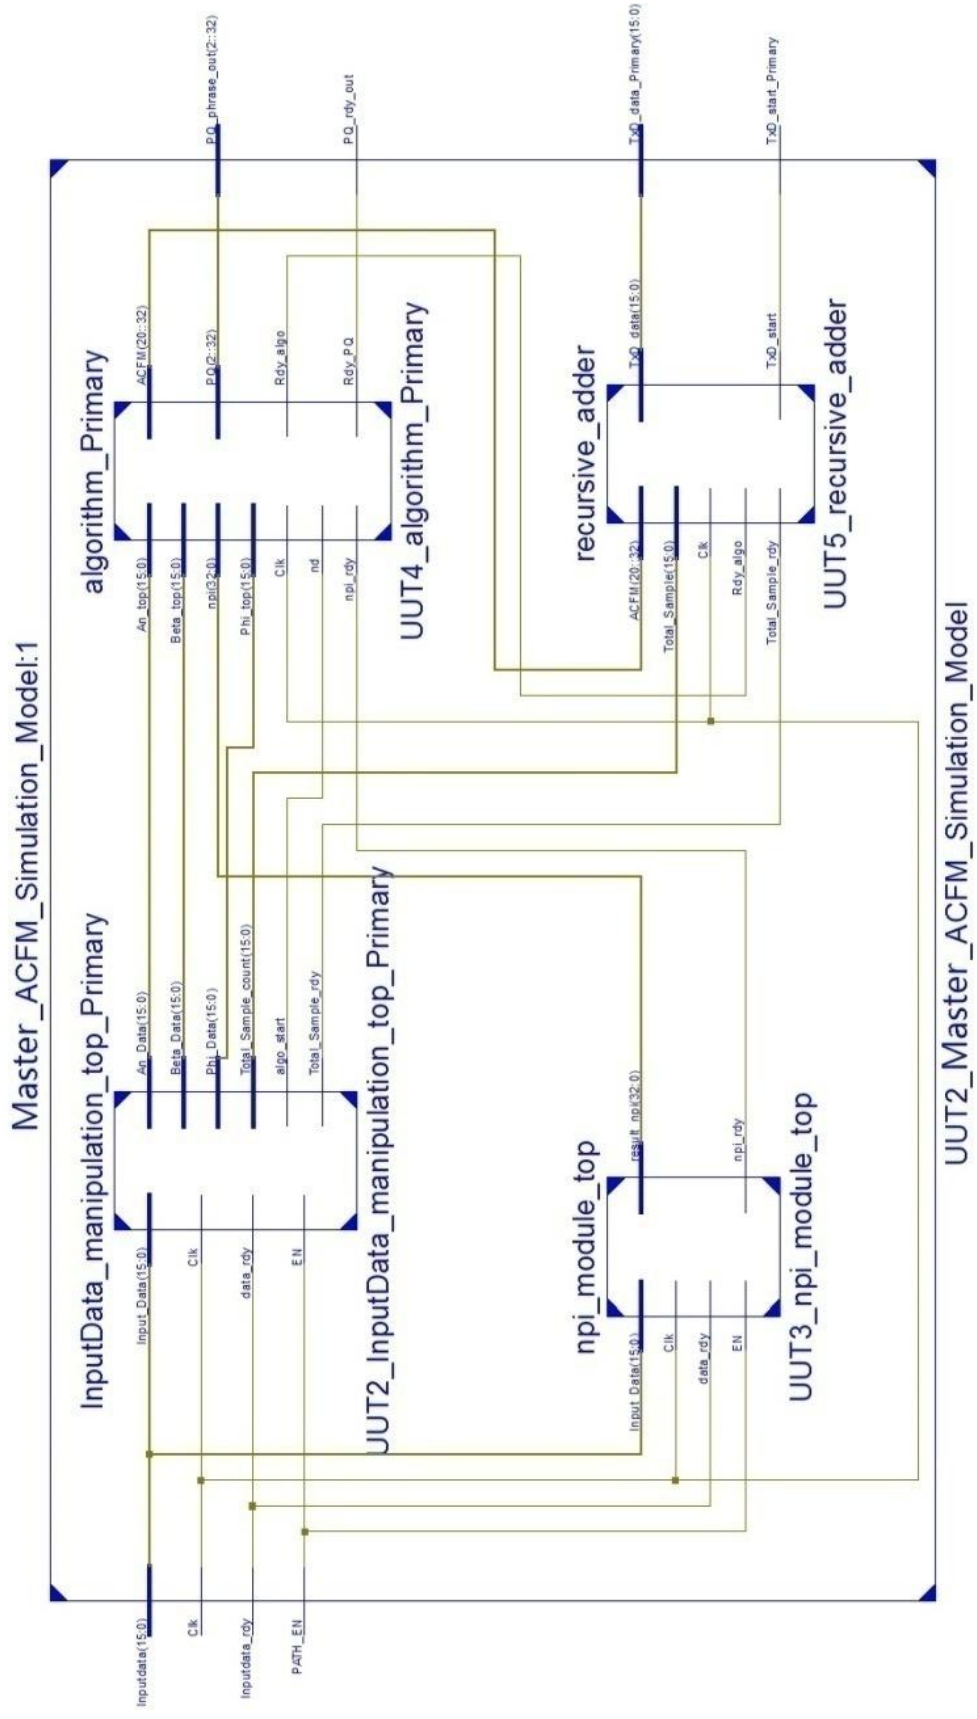 Master_ACFM_Simulation_Model:1
InputData_manipulation_top_Primary
Inputdata(15:0)
Clk
Inputdata_rdy
PATH_EN
Input_Data(15:0)
Clk
data_rdy
EN
An_Data(15:0)
Beta_Data(15:0)
Phi_Data(15:0)
Total_Sample_count(15:0)
algo_start
Total_Sample_rdy
UUT2_InputData_manipulation_top_Primary
algorithm_Primary
An_top(15:0)
Beta_top(15:0)
npi(32:0)
Phi_top(15:0)
Clk
nd
npi_rdy
ACFM(20::32)
PQ(2::32)
Rdy_algo
Rdy_PQ
UUT4_algorithm_Primary
PQ_phrase_out(2::32)
PQ_rdy_out
npi_module_top
Input_Data(15:0)
Clk
data_rdy
EN
result_npi(32:0)
npi_rdy
UUT3_npi_module_top
recursive_adder
ACFM(20::32)
Total_Sample(15:0)
Clk
Rdy_algo
Total_Sample_rdy
TxD_data(15:0)
TxD_start
UUT5_recursive_adder
TxD_data_Primary(15:0)
TxD_start_Primary
UUT2_Master_ACFM_Simulation_Model